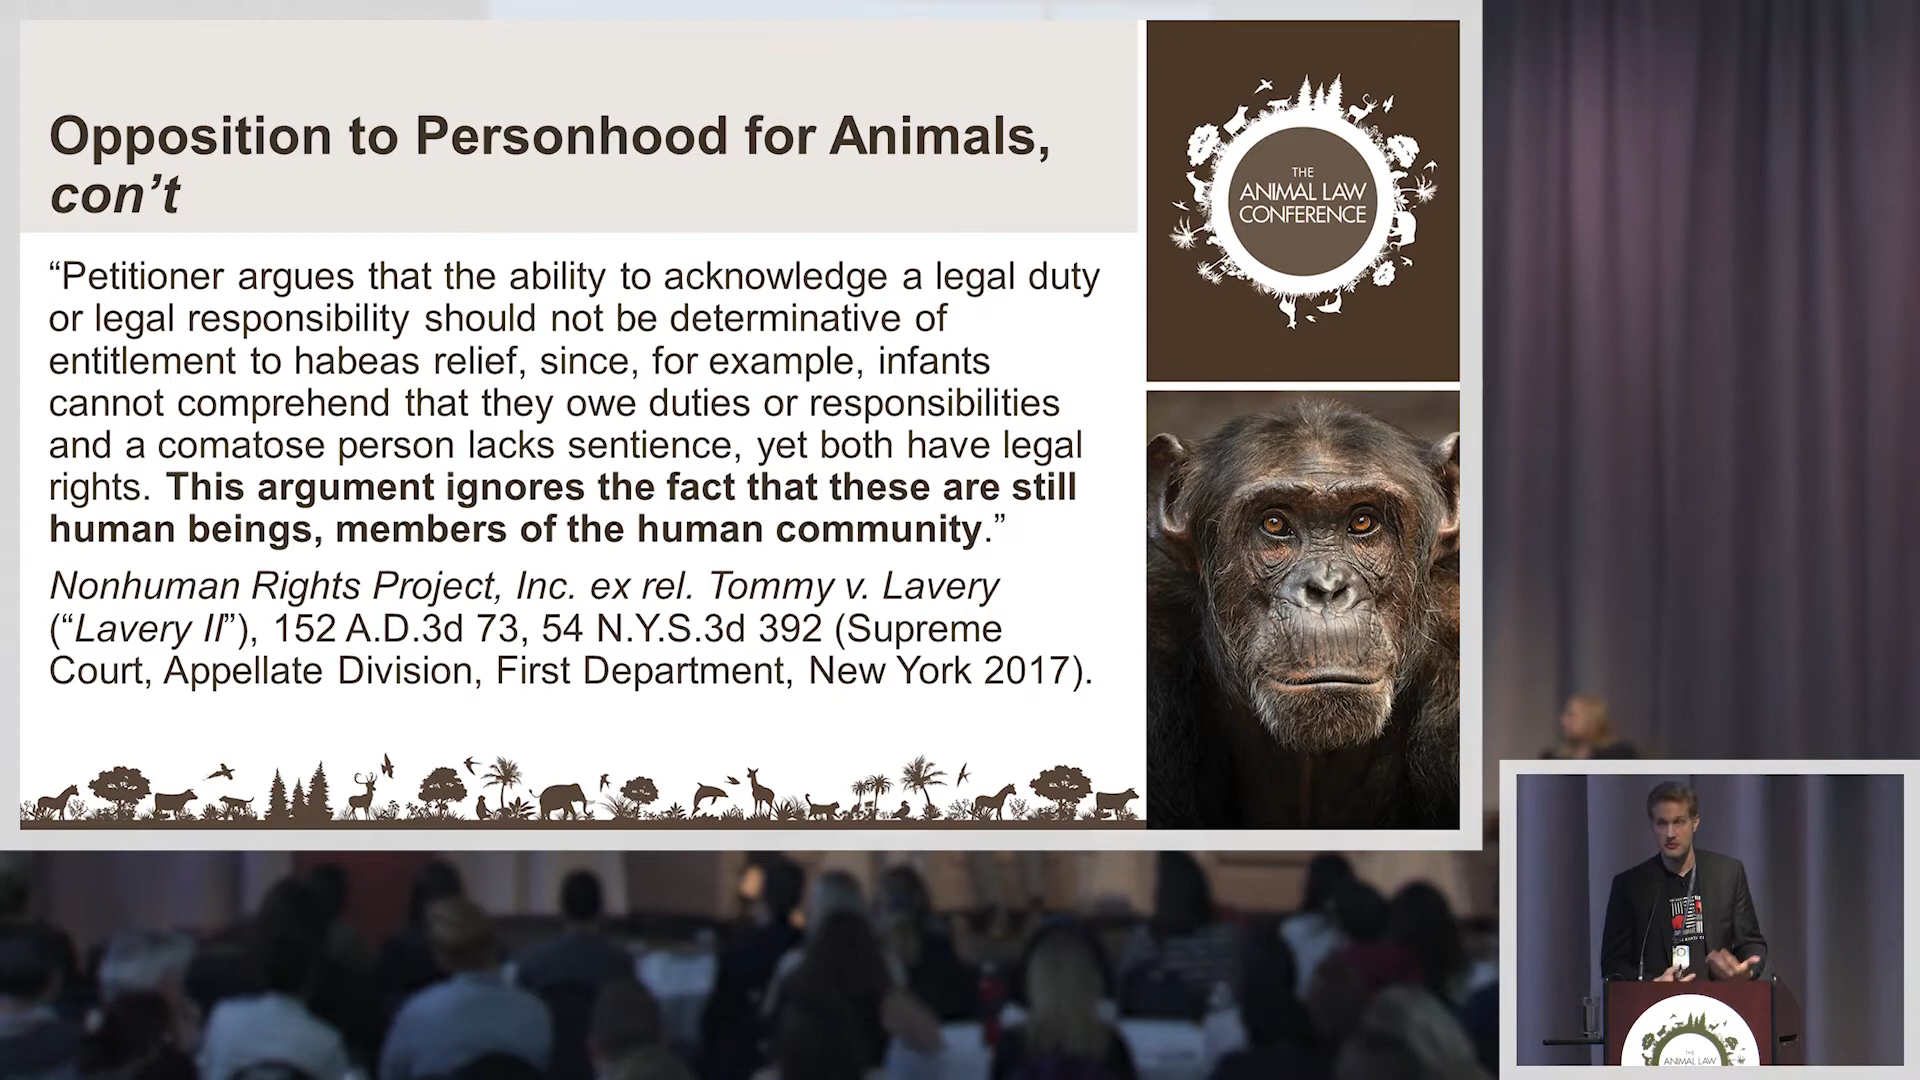 Opposition to Personhood for Animals,
con’t
“Petitioner argues that the ability to acknowledge a legal duty
or legal responsibility should not be determinative of
entitlement to habeas relief, since, for example, infants
cannot comprehend that they owe duties or responsibilities
and a comatose person lacks sentience, yet both have legal
rights. This argument ignores the fact that these are still
human beings, members of the human community.”
Nonhuman Rights Project, Inc. ex rel. Tommy v. Lavery
(“Lavery II”), 152 A.D.3d 73, 54 N.Y.S.3d 392 (Supreme
Court, Appellate Division, First Department, New York 2017).
THE
ANIMAL LAW
CONFERENCE
THE
ANIMAL LAW